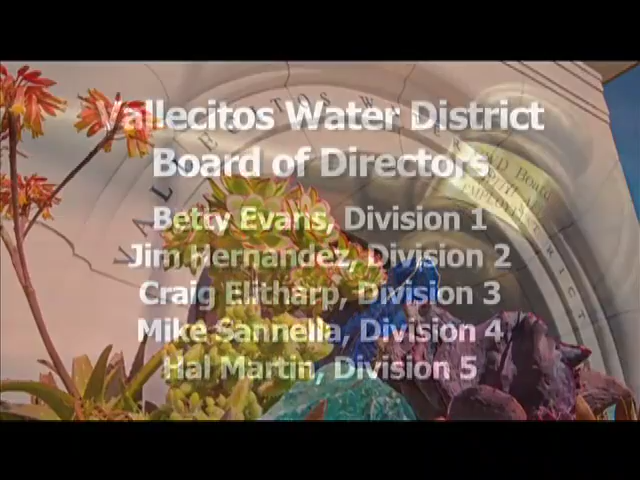 Vallecitos Water District
Board of Directors
Betty Evans, Division 1
Jim Hernandez, Division 2
Craig Elitharp, Division 3
Mike Sannella, Division 4
Hal Martin, Division 5